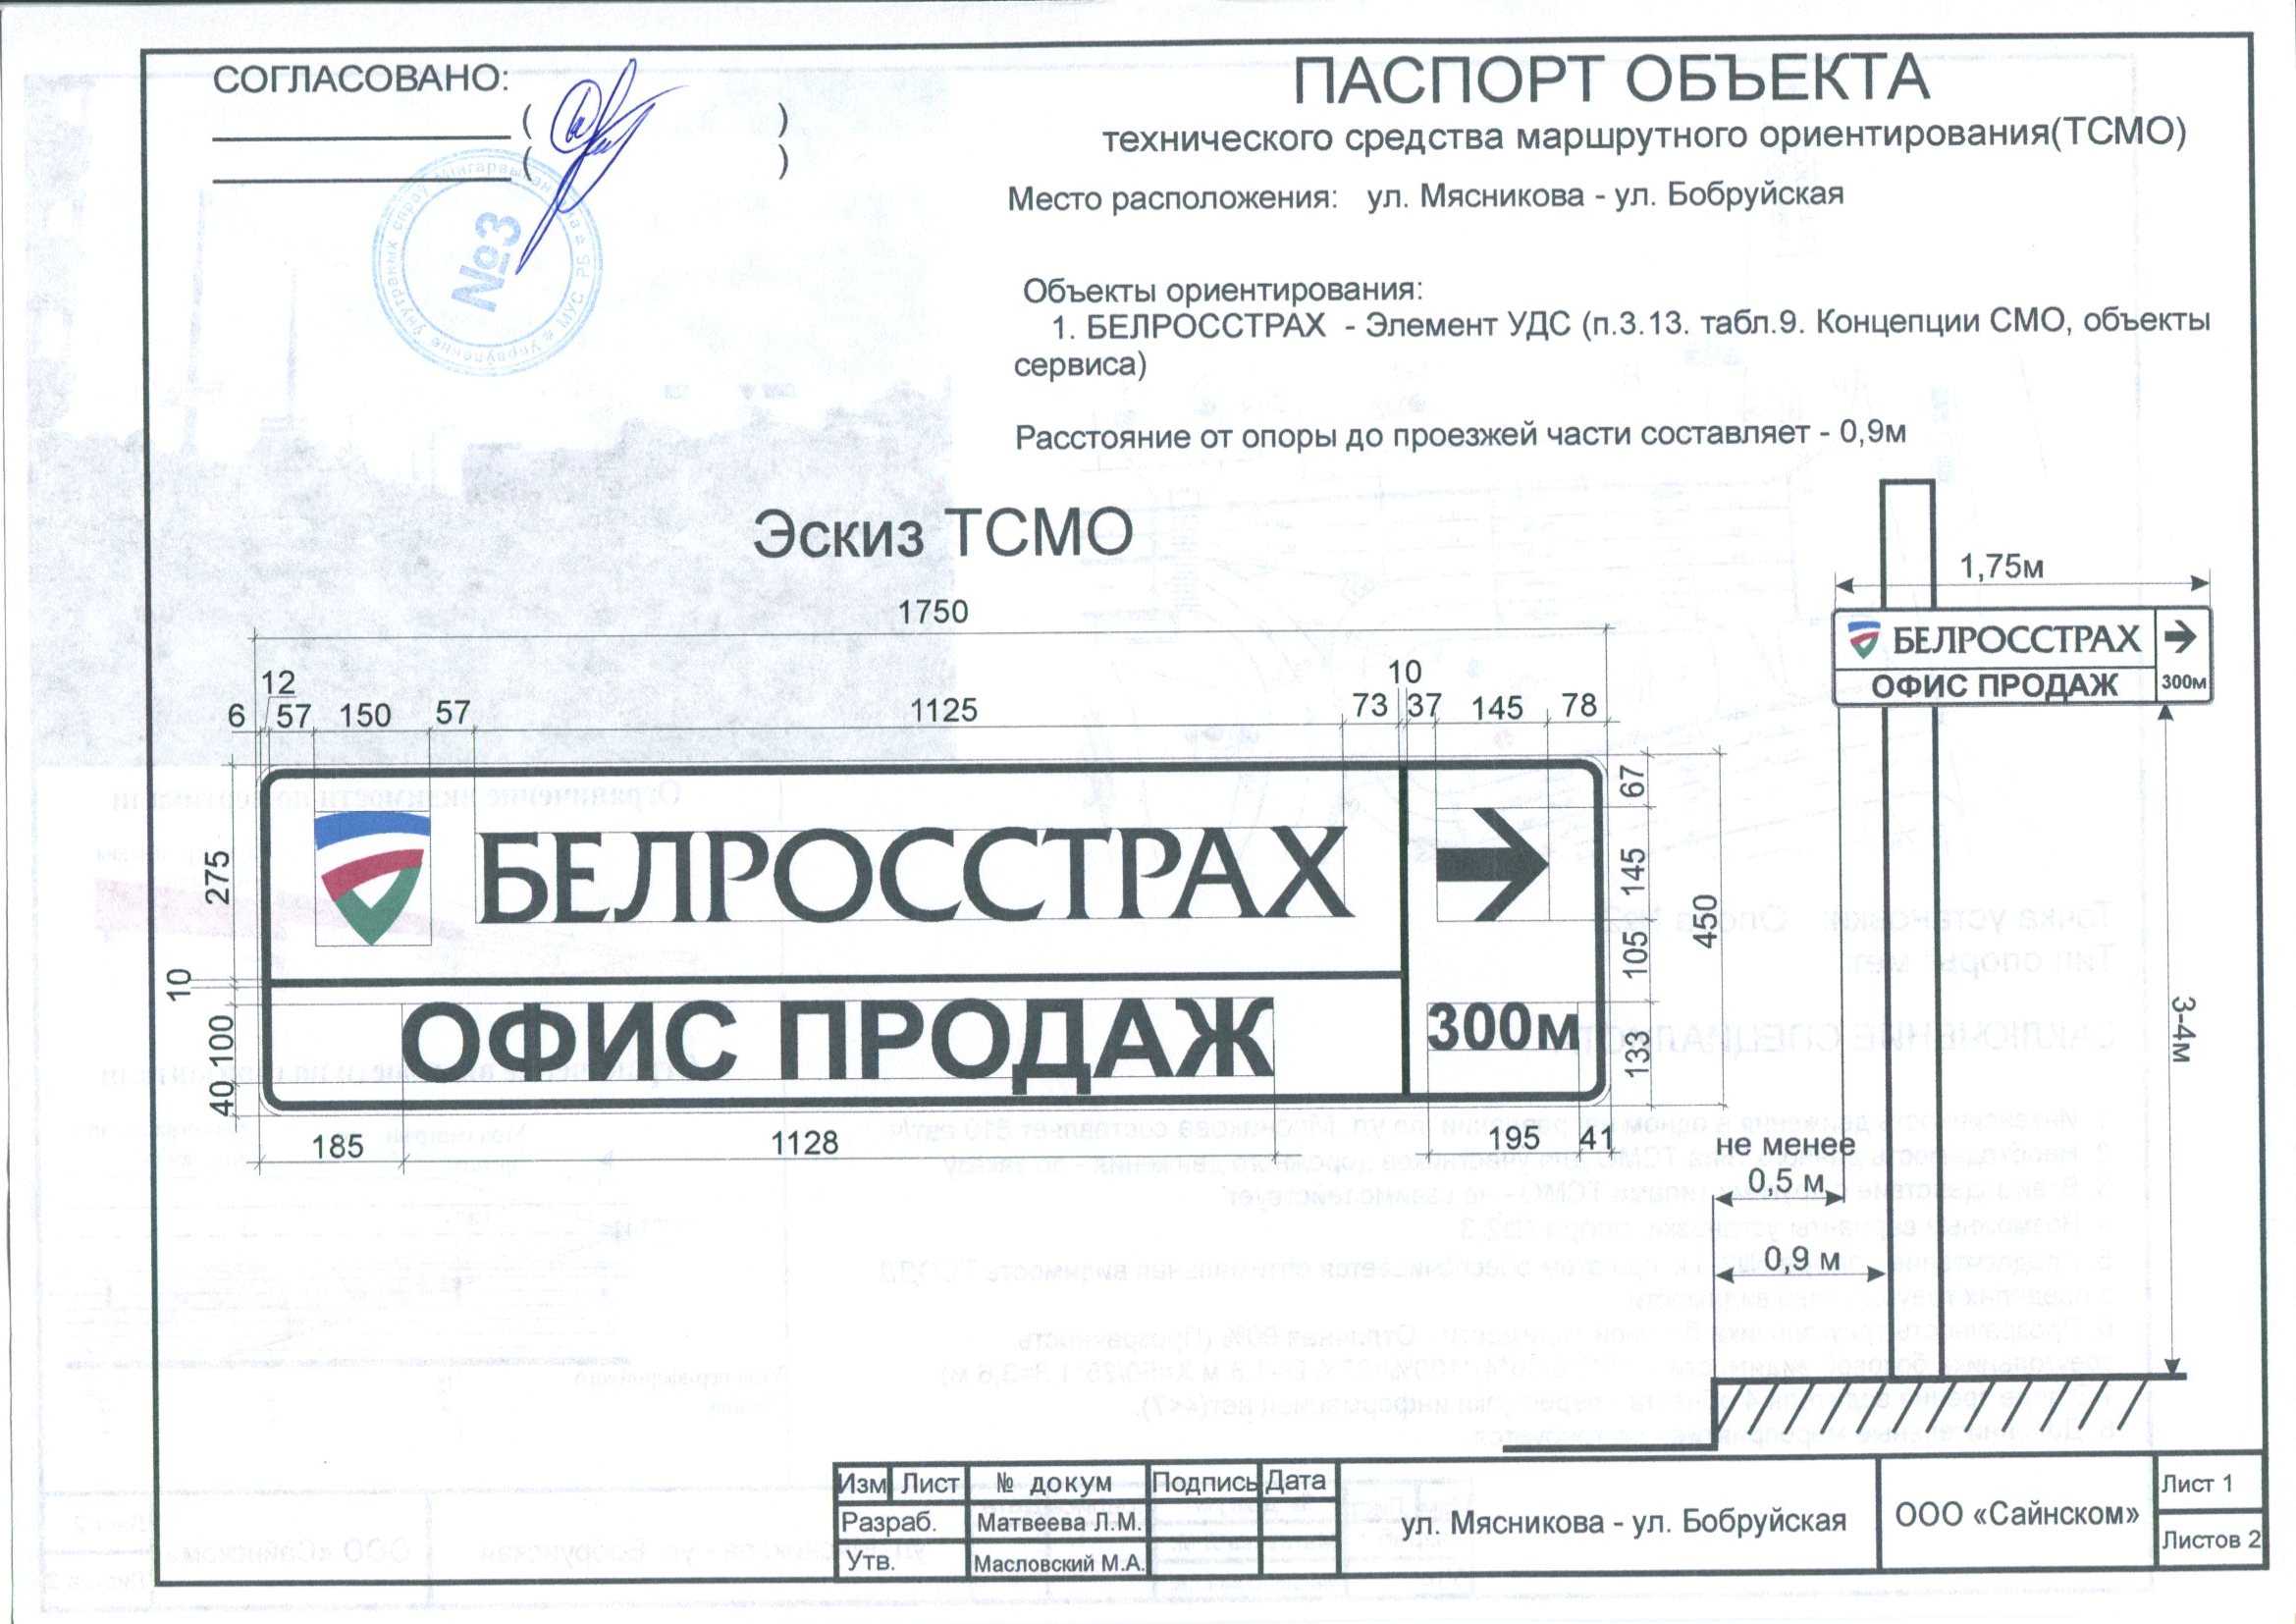 СОГЛАСОВАНО:
ПАСПОРТ ОБЪЕКТА
технического средства маршрутного ориентирования(ТСМО)
Место расположения: ул. Мясникова - ул. Бобруйская
№3
МУС РБ
Объекты ориентирования:
1. БЕЛРОССТРАХ - Элемент УДС (п.3.13. табл.9. Концепции СМО, объекты
сервиса)
Расстояние от опоры до проезжей части составляет - 0,9м
Эскиз ТСМО
1750
12
10
6 57 150 57 1125 73 37 145 78
67
275
145
450
105
10
100
133
40
БЕЛРОССТРАХ
ОФИС ПРОДАЖ
300м
185 1128 195 41
1,75м
БЕЛРОССТРАХ
ОФИС ПРОДАЖ
300м
3-4м
не менее
0,5 м
0,9 м
Изм Лист № докум Подпись Дата
Разраб. Матвеева Л.М.
Утв. Масловский М.А.
ул. Мясникова - ул. Бобруйская
ООО «Сайнском»
Лист 1
Листов 2